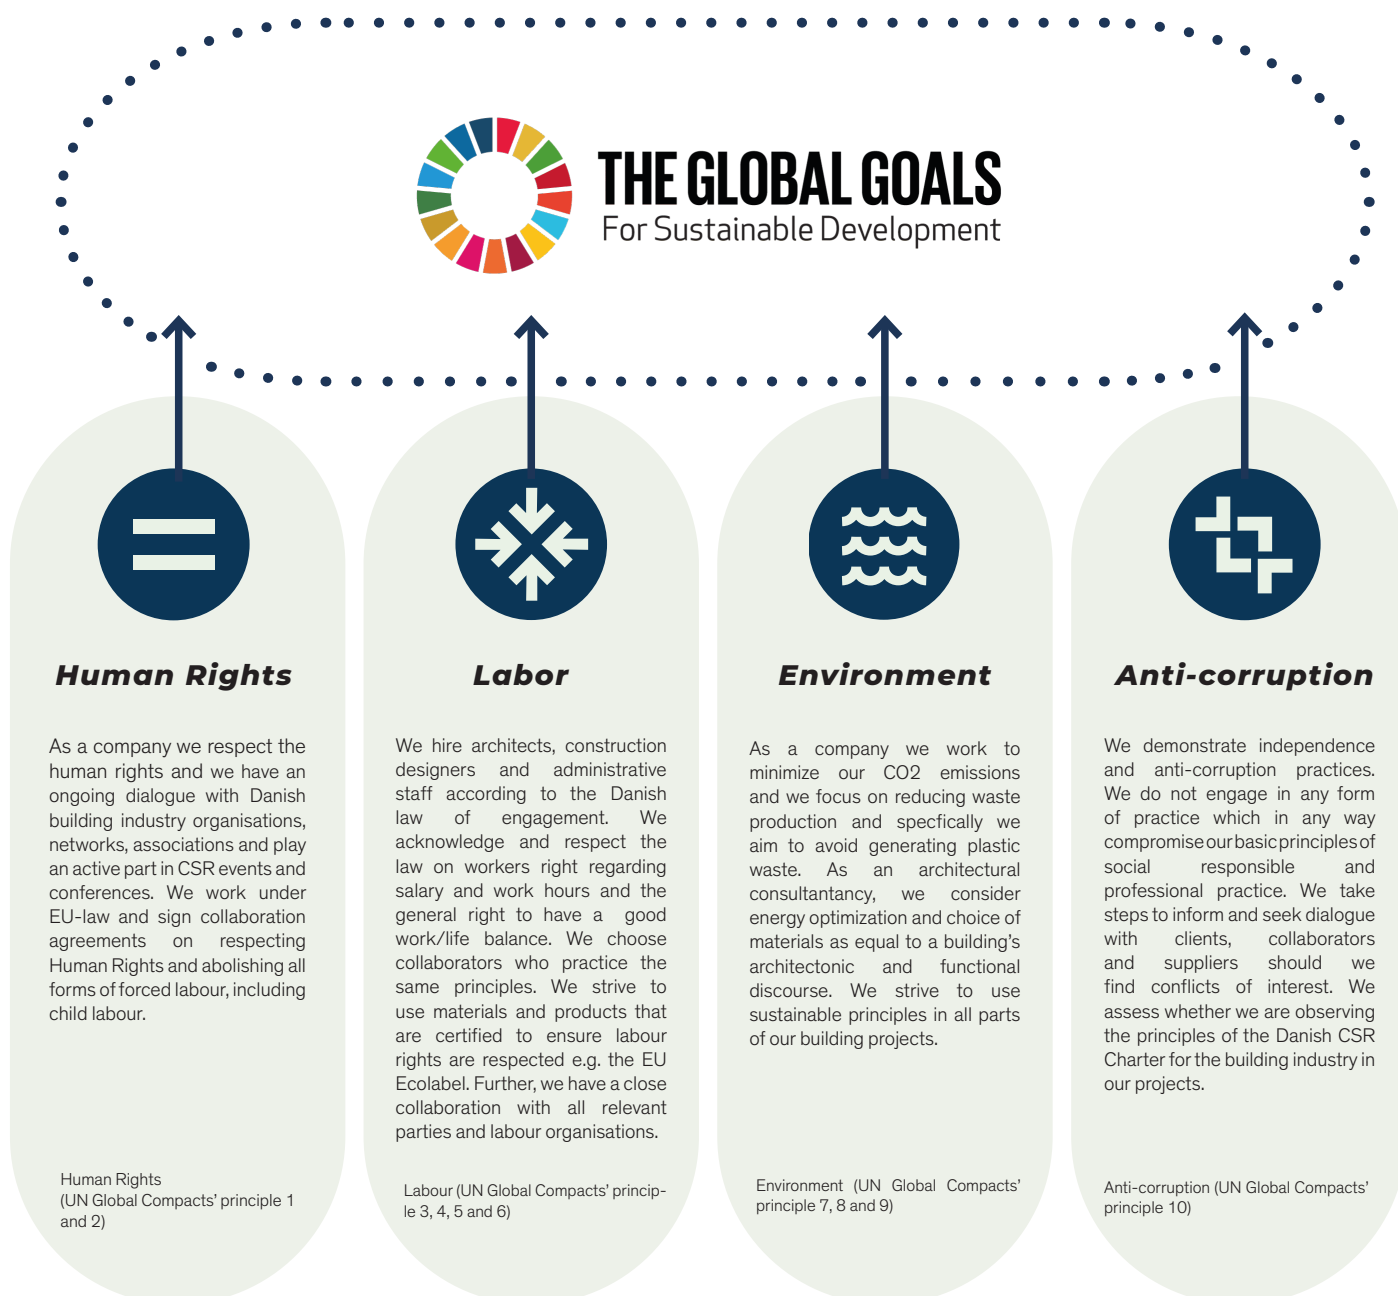 THE GLOBAL GOALS
For Sustainable Development
Human Rights
As a company we respect the
human rights and we have an
ongoing dialogue with Danish
building industry organisations,
networks, associations and play
an active part in CSR events and
conferences. We work under
EU-law and sign collaboration
agreements on respecting
Human Rights and abolishing all
forms of forced labour, including
child labour.
Human Rights
(UN Global Compacts' principle 1
and 2)
Labor
We hire architects, construction
designers and administrative
staff according to the Danish
law of engagement. We
acknowledge and respect the
law on workers right regarding
salary and work hours and the
general right to have a good
work/life balance. We choose
collaborators who practice the
same principles. We strive to
use materials and products that
are certified to ensure labour
rights are respected e.g. the EU
Ecolabel. Further, we have a close
collaboration with all relevant
parties and labour organisations.
Labour (UN Global Compacts' princip-
le 3, 4, 5 and 6)
Environment
As a company we work to
minimize our CO2 emissions
and we focus on reducing waste
production and specfically we
aim to avoid generating plastic
waste. As an architectural
consultantancy, we consider
energy optimization and choice of
materials as equal to a building's
architectonic and functional
discourse. We strive to use
sustainable principles in all parts
of our building projects.
Environment (UN Global Compacts'
principle 7, 8 and 9)
Anti-corruption
We demonstrate independence
and anti-corruption practices.
We do not engage in any form
of practice which in any way
compromise our basic principles of
social responsible and
professional practice. We take
steps to inform and seek dialogue
with clients, collaborators
and suppliers should we
find conflicts of interest. We
assess whether we are observing
the principles of the Danish CSR
Charter for the building industry in
our projects.
Anti-corruption (UN Global Compacts'
principle 10)